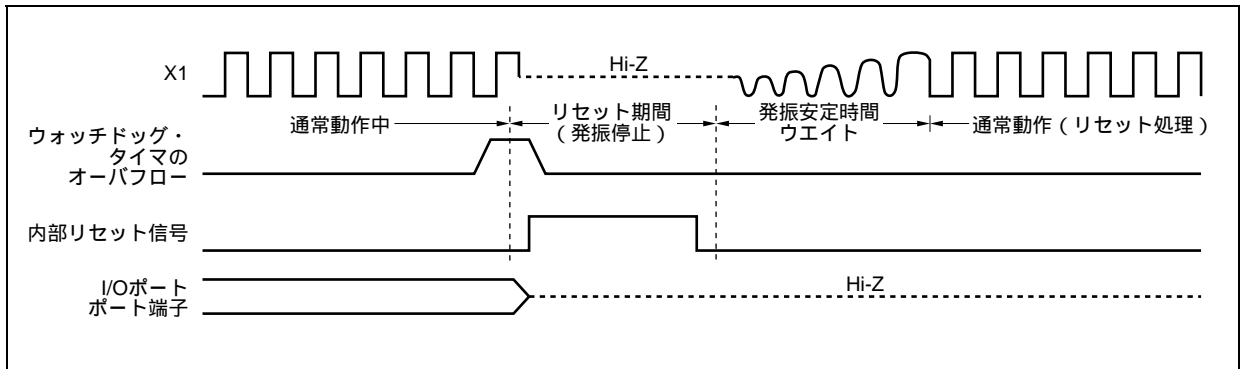 X1
Hi-Z
通常動作中
リセット期間
（発振停止）
発振安定時間
ウエイト
通常動作（リセット処理）
ウォッチドッグ・
タイマの
オーバフロー
内部リセット信号
I/Oポート
ポート端子
Hi-Z